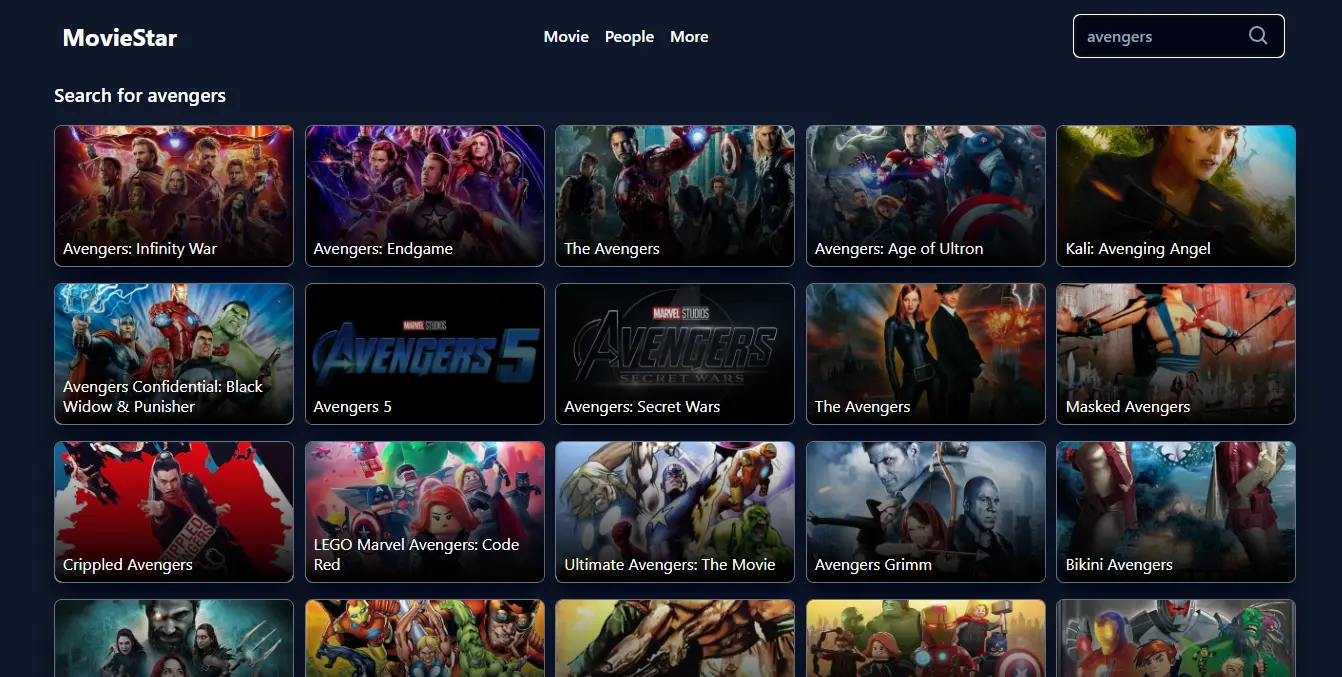 MovieStar
Movie People More
avengers
Search for avengers
Avengers: Infinity War
Avengers: Endgame
The Avengers
Avengers: Age of Ultron
Kali: Avenging Angel
Avengers Confidential: Black
Widow & Punisher
MARVEL STUDIOS
AVENGERS 5
Avengers 5
MARVEL STUDIOS
AVENGERS
SECRET WARS
Avengers: Secret Wars
The Avengers
Masked Avengers
CRIPPLED
AVENGERS
Crippled Avengers
LEGO Marvel Avengers: Code
Red
Ultimate Avengers: The Movie
Avengers Grimm
Bikini Avengers